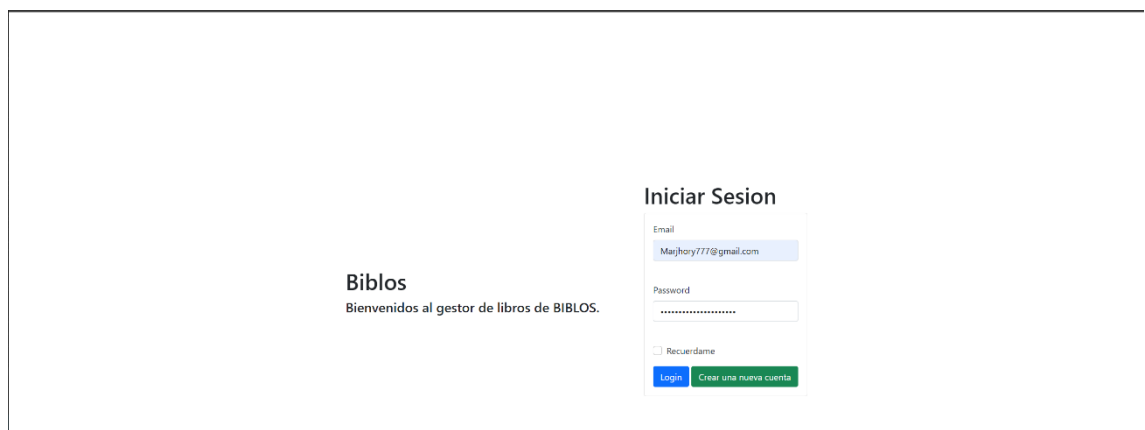 Biblos
Bienvenidos al gestor de libros de BIBLOS.
Iniciar Sesion
Email
Marjhory777@gmail.com
Password
•••••••••••••••••••••
Recuerdame
Login
Crear una nueva cuenta